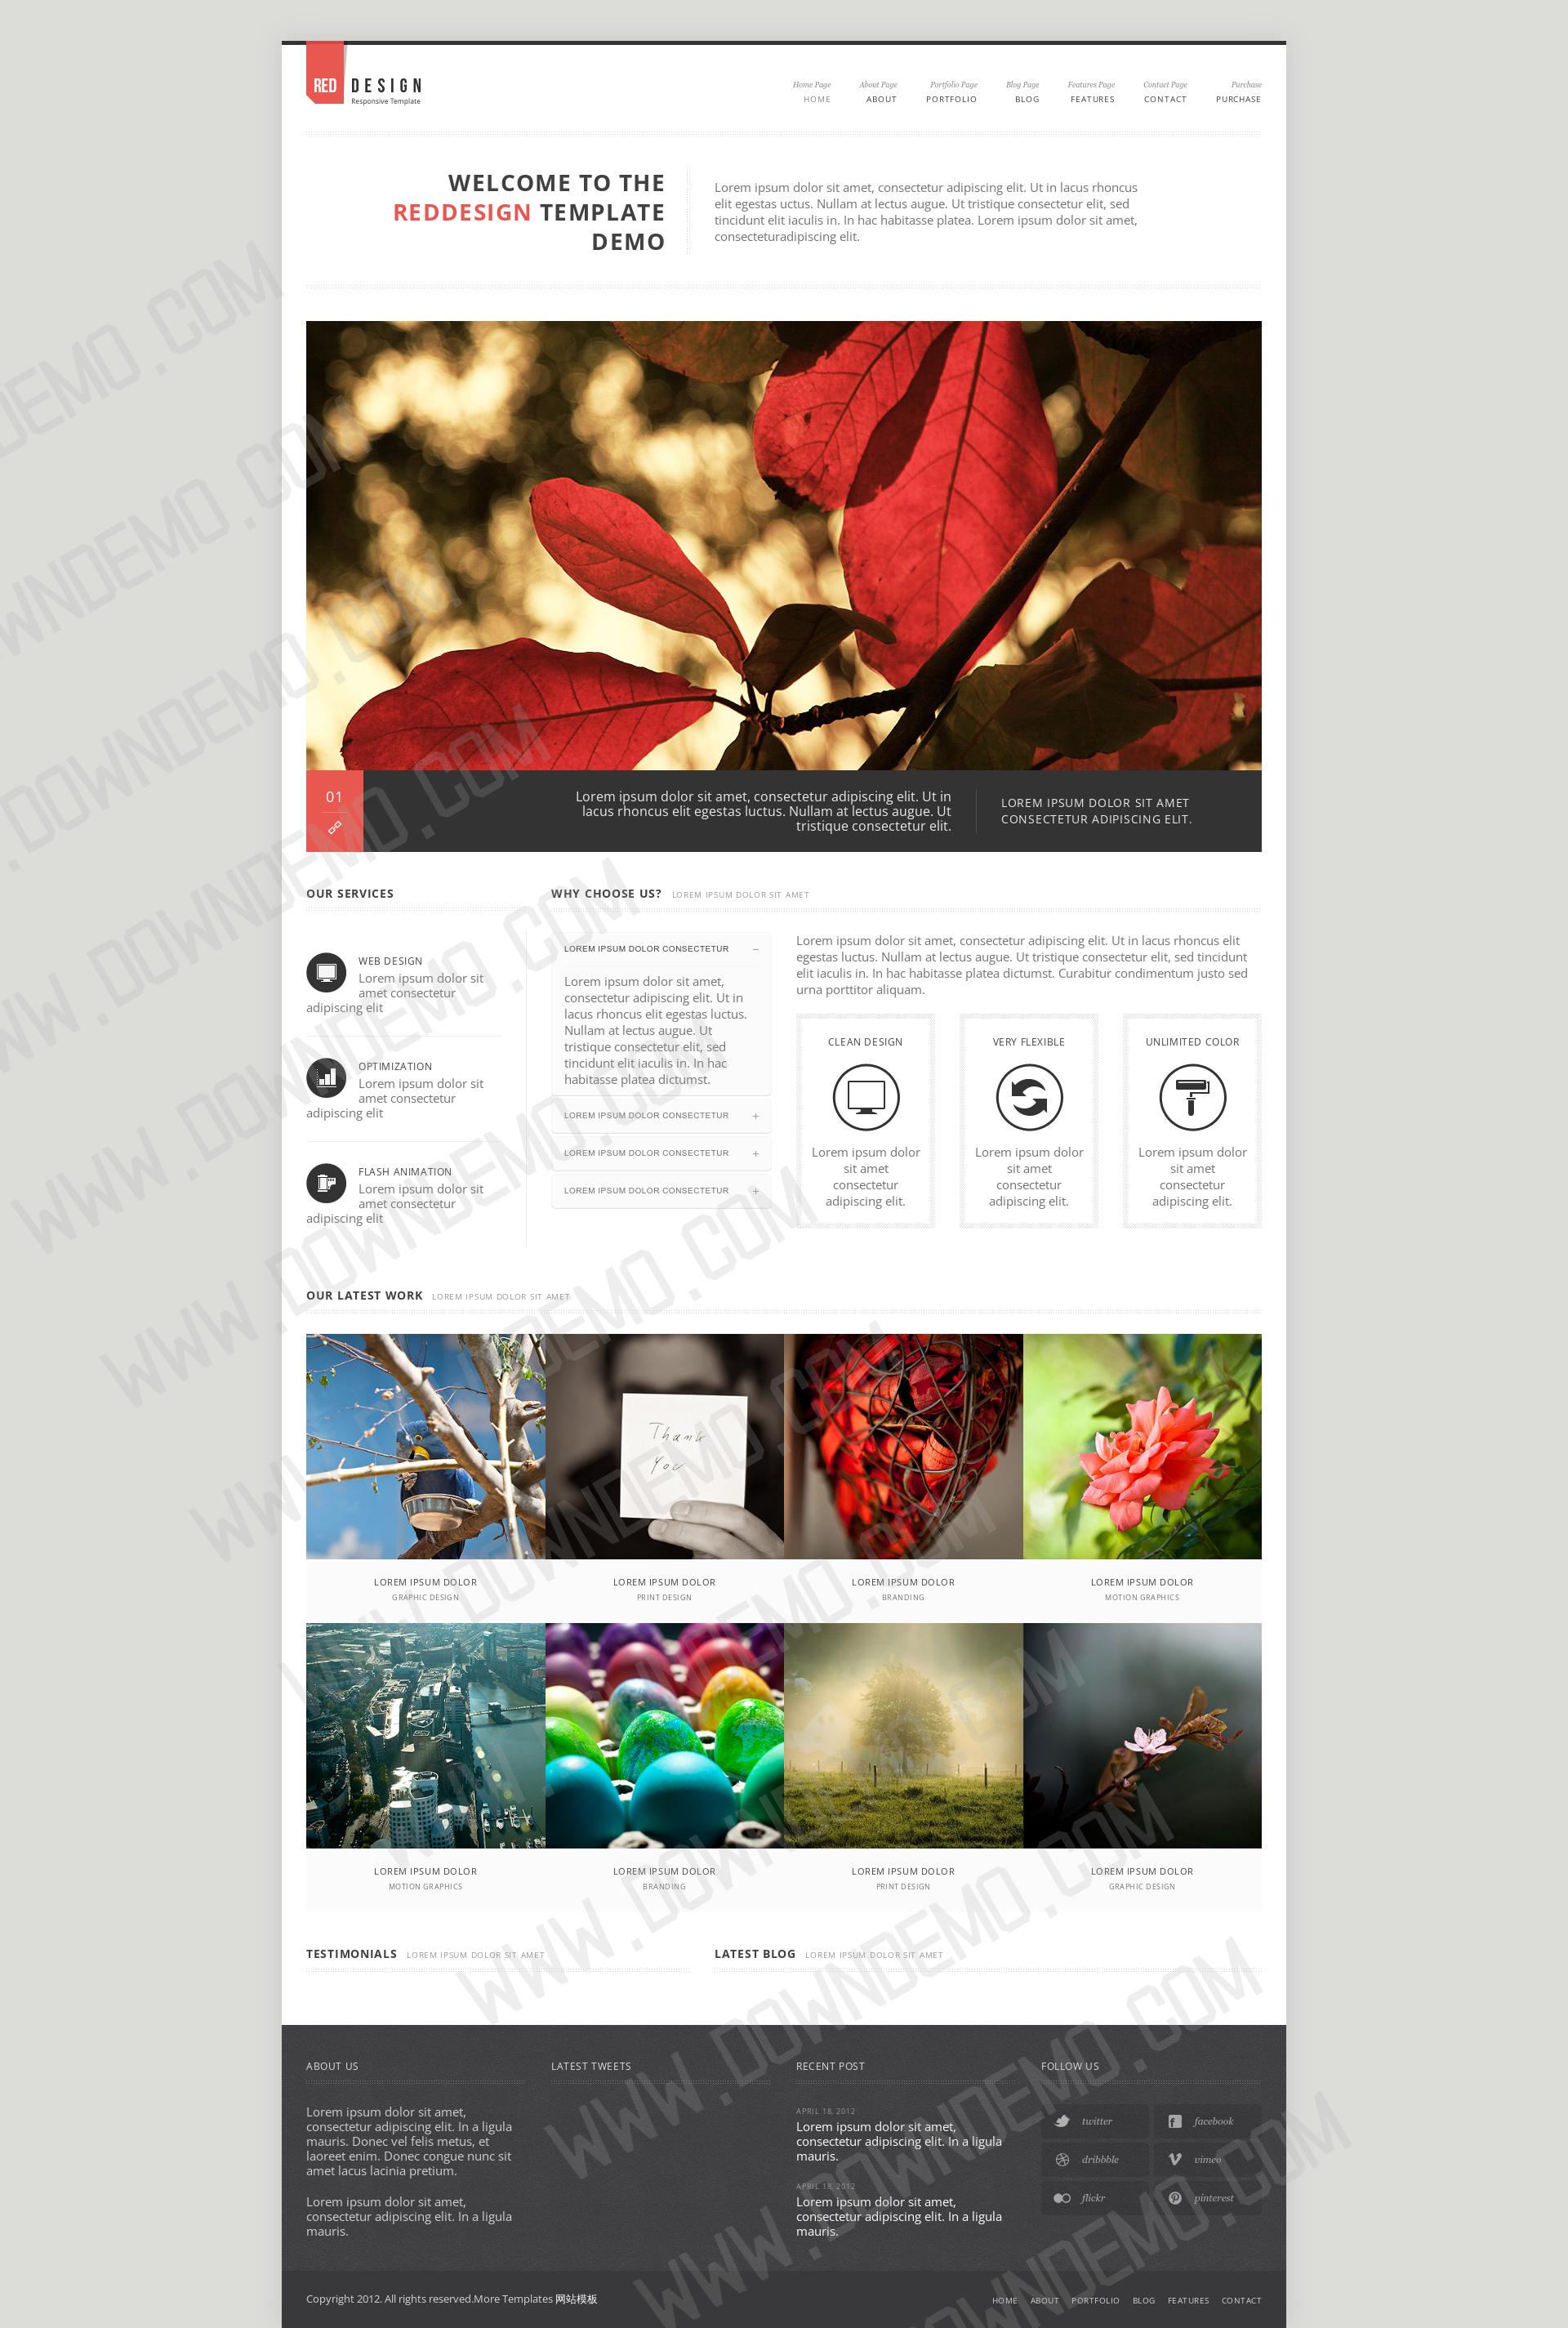 RED DESIGN
Responsive Template
Home Page About Page Portfolio Page Blog Page Features Page Contact Page Purchase
HOME ABOUT PORTFOLIO BLOG FEATURES CONTACT PURCHASE
WELCOME TO THE
REDDESIGN TEMPLATE
DEMO
Lorem ipsum dolor sit amet, consectetur adipiscing elit. Ut in lacus rhoncus
elit egestas uctus. Nullam at lectus augue. Ut tristique consectetur elit, sed
tincidunt elit iaculis in. In hac habitasse platea. Lorem ipsum dolor sit amet,
consecteturadipiscing elit.
01
Lorem ipsum dolor sit amet, consectetur adipiscing elit. Ut in
lacus rhoncus elit egestas luctus. Nullam at lectus augue. Ut
tristique consectetur elit.
LOREM IPSUM DOLOR SIT AMET
CONSECTETUR ADIPISCING ELIT.
OUR SERVICES
WEB DESIGN
Lorem ipsum dolor sit
amet consectetur
adipiscing elit
OPTIMIZATION
Lorem ipsum dolor sit
amet consectetur
adipiscing elit
FLASH ANIMATION
Lorem ipsum dolor sit
amet consectetur
adipiscing elit
WHY CHOOSE US? LOREM IPSUM DOLOR SIT AMET
LOREM IPSUM DOLOR CONSECTETUR −
Lorem ipsum dolor sit amet,
consectetur adipiscing elit. Ut in
lacus rhoncus elit egestas luctus.
Nullam at lectus augue. Ut
tristique consectetur elit, sed
tincidunt elit iaculis in. In hac
habitasse platea dictumst.
LOREM IPSUM DOLOR CONSECTETUR +
LOREM IPSUM DOLOR CONSECTETUR +
LOREM IPSUM DOLOR CONSECTETUR +
Lorem ipsum dolor sit amet, consectetur adipiscing elit. Ut in lacus rhoncus elit
egestas luctus. Nullam at lectus augue. Ut tristique consectetur elit, sed tincidunt
elit iaculis in. In hac habitasse platea dictumst. Curabitur condimentum justo sed
urna porttitor aliquam.
CLEAN DESIGN
Lorem ipsum dolor
sit amet
consectetur
adipiscing elit.
VERY FLEXIBLE
Lorem ipsum dolor
sit amet
consectetur
adipiscing elit.
UNLIMITED COLOR
Lorem ipsum dolor
sit amet
consectetur
adipiscing elit.
OUR LATEST WORK LOREM IPSUM DOLOR SIT AMET
Thank
You
LOREM IPSUM DOLOR LOREM IPSUM DOLOR LOREM IPSUM DOLOR LOREM IPSUM DOLOR
GRAPHIC DESIGN PRINT DESIGN BRANDING MOTION GRAPHICS
LOREM IPSUM DOLOR LOREM IPSUM DOLOR LOREM IPSUM DOLOR LOREM IPSUM DOLOR
MOTION GRAPHICS BRANDING PRINT DESIGN GRAPHIC DESIGN
TESTIMONIALS LOREM IPSUM DOLOR SIT AMET
LATEST BLOG LOREM IPSUM DOLOR SIT AMET
ABOUT US
Lorem ipsum dolor sit amet,
consectetur adipiscing elit. In a ligula
mauris. Donec vel felis metus, et
laoreet enim. Donec congue nunc sit
amet lacus lacinia pretium.
Lorem ipsum dolor sit amet,
consectetur adipiscing elit. In a ligula
mauris.
LATEST TWEETS
RECENT POST
APRIL 18, 2012
Lorem ipsum dolor sit amet,
consectetur adipiscing elit. In a ligula
mauris.
APRIL 18, 2012
Lorem ipsum dolor sit amet,
consectetur adipiscing elit. In a ligula
mauris.
FOLLOW US
twitter facebook
dribbble vimeo
flickr pinterest
Copyright 2012. All rights reserved.More Templates 网站模板
HOME ABOUT PORTFOLIO BLOG FEATURES CONTACT
WWW.DOWNDEMO.COM